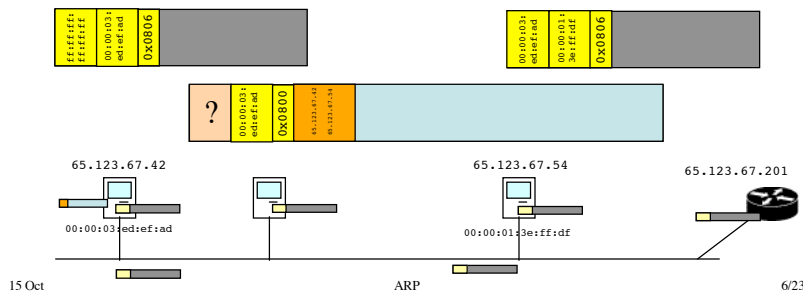 ff:ff:ff:
ff:ff:ff
00:00:03:
ed:ef:ad
0x0806
00:00:03:
ed:ef:ad
00:00:01:
3e:ff:df
0x0806
?
00:00:03:
ed:ef:ad
0x0800
65.123.67.42
65.123.67.54
65.123.67.42
65.123.67.54
65.123.67.201
00:00:03:ed:ef:ad
00:00:01:3e:ff:df
15 Oct
ARP
6/23